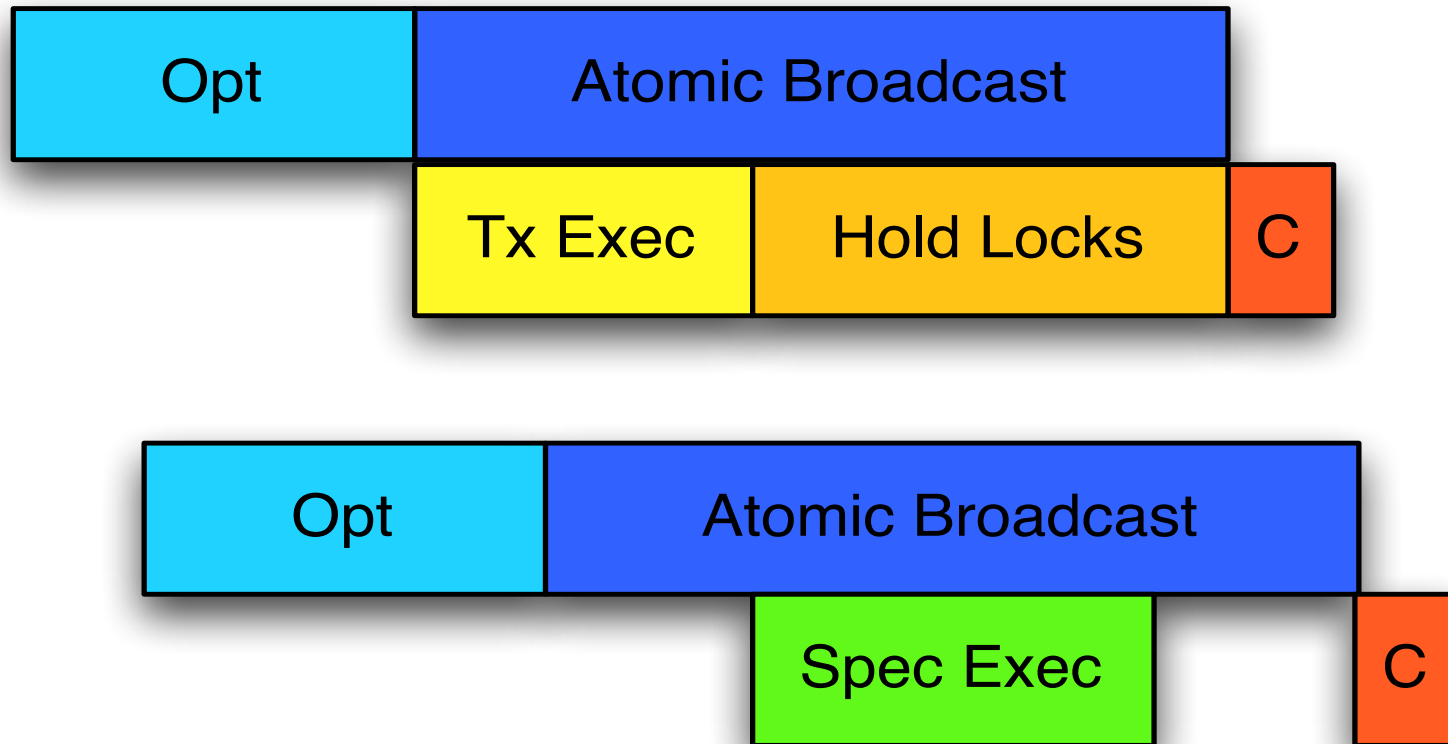 Opt
Atomic Broadcast
Tx Exec
Hold Locks
C
Opt
Atomic Broadcast
Spec Exec
C